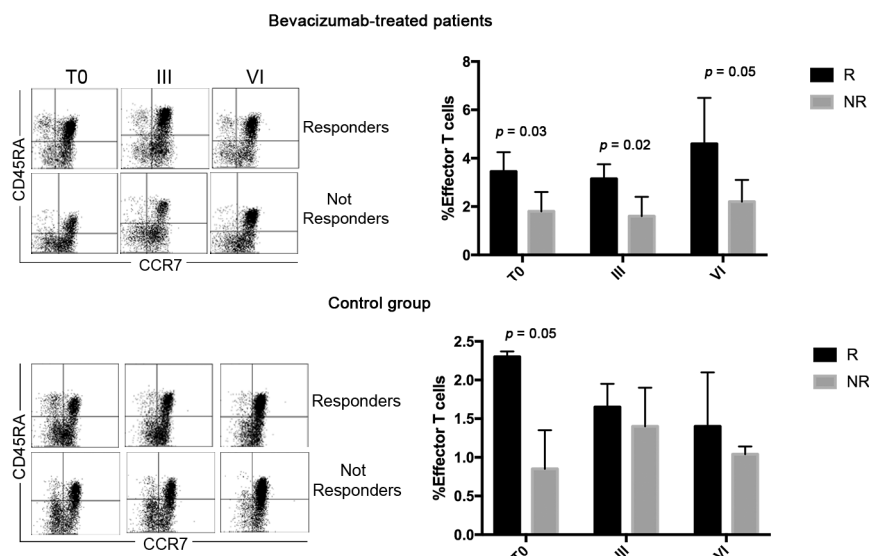 Bevacizumab-treated patients
T0 III VI
CD45RA
Responders
Not
Responders
CCR7
%Effector T cells
8
6
4
2
0
p = 0.03
p = 0.02
p = 0.05
T0 III VI
R
NR
Control group
CD45RA
Responders
Not
Responders
CCR7
%Effector T cells
2.5
2.0
1.5
1.0
0.5
0.0
p = 0.05
T0 III VI
R
NR